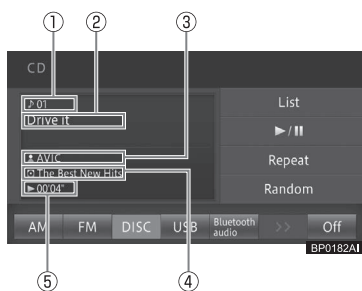 ① ② ③
CD
♪ 01
Drive it
AVIC
The Best New Hits
►00'04"
List
►/II
Repeat
Random
AM FM DISC USB Bluetooth audio >> Off
BP0182AI
⑤ ④